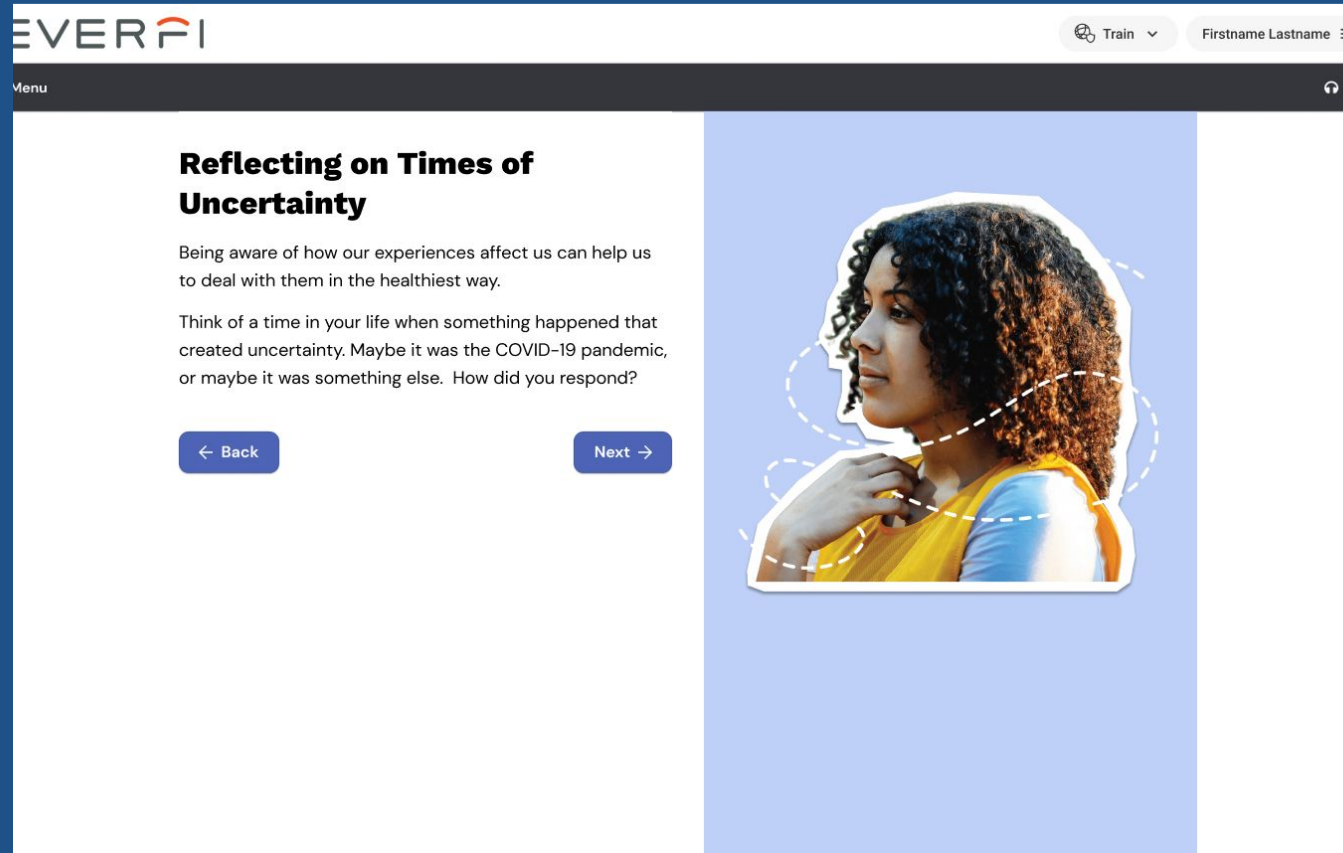 EVERFI
Train
Firstname Lastname
Menu
Reflecting on Times of
Uncertainty
Being aware of how our experiences affect us can help us
to deal with them in the healthiest way.
Think of a time in your life when something happened that
created uncertainty. Maybe it was the COVID-19 pandemic,
or maybe it was something else.  How did you respond?
← Back
Next →